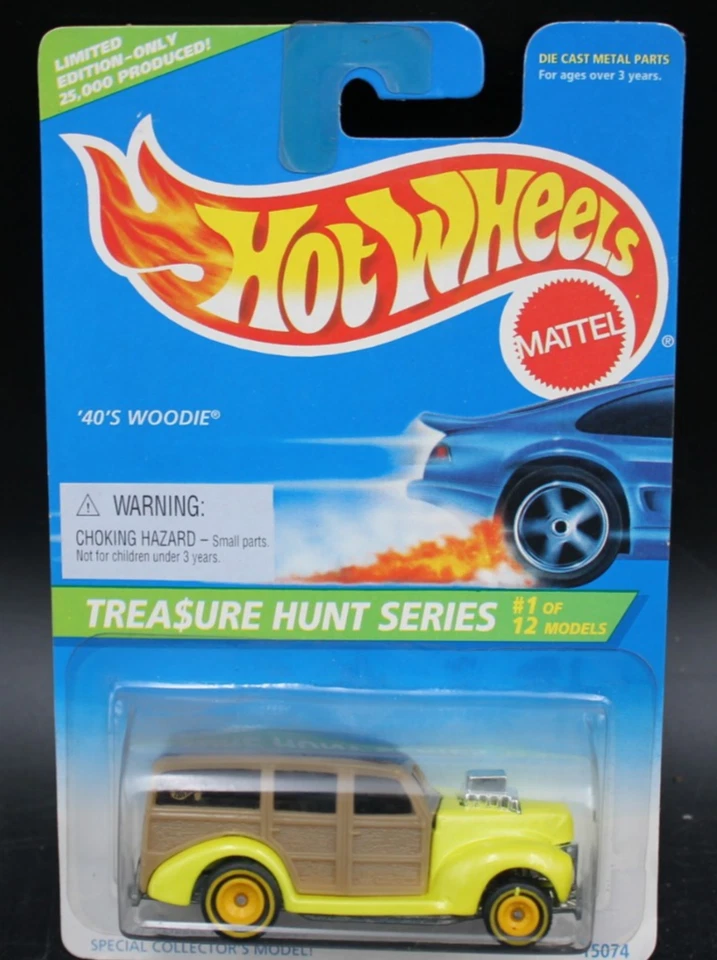 LIMITED
EDITION–ONLY
25,000 PRODUCED!
DIE CAST METAL PARTS
For ages over 3 years.
HOT WHEELS
MATTEL
®
'40'S WOODIE®
WARNING:
CHOKING HAZARD – Small parts.
Not for children under 3 years.
TREA$URE HUNT SERIES
#1 OF
12 MODELS
SPECIAL COLLECTOR'S MODEL!
15074